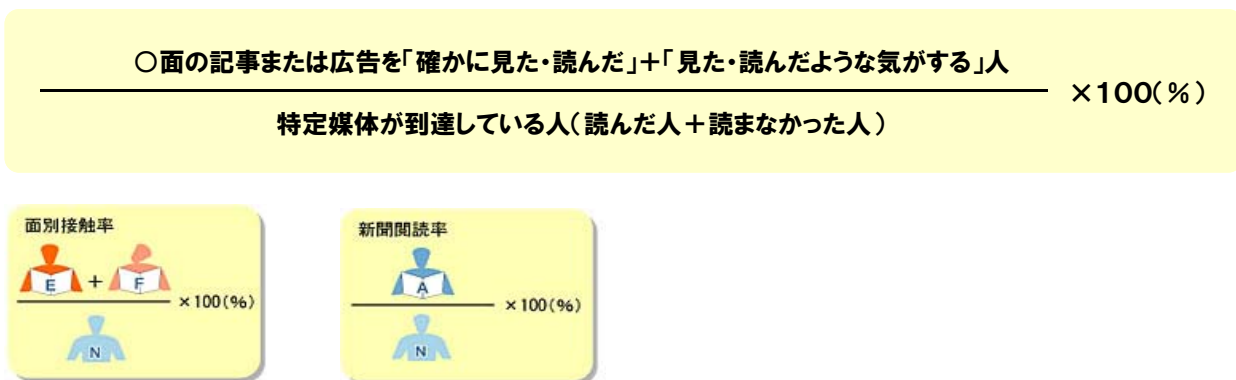 ○面の記事または広告を「確かに見た・読んだ」＋「見た・読んだような気がする」人
×100(%)
特定媒体が到達している人(読んだ人＋読まなかった人)
面別接触率
E + F
×100(%)
N
新聞閲読率
A
×100(%)
N